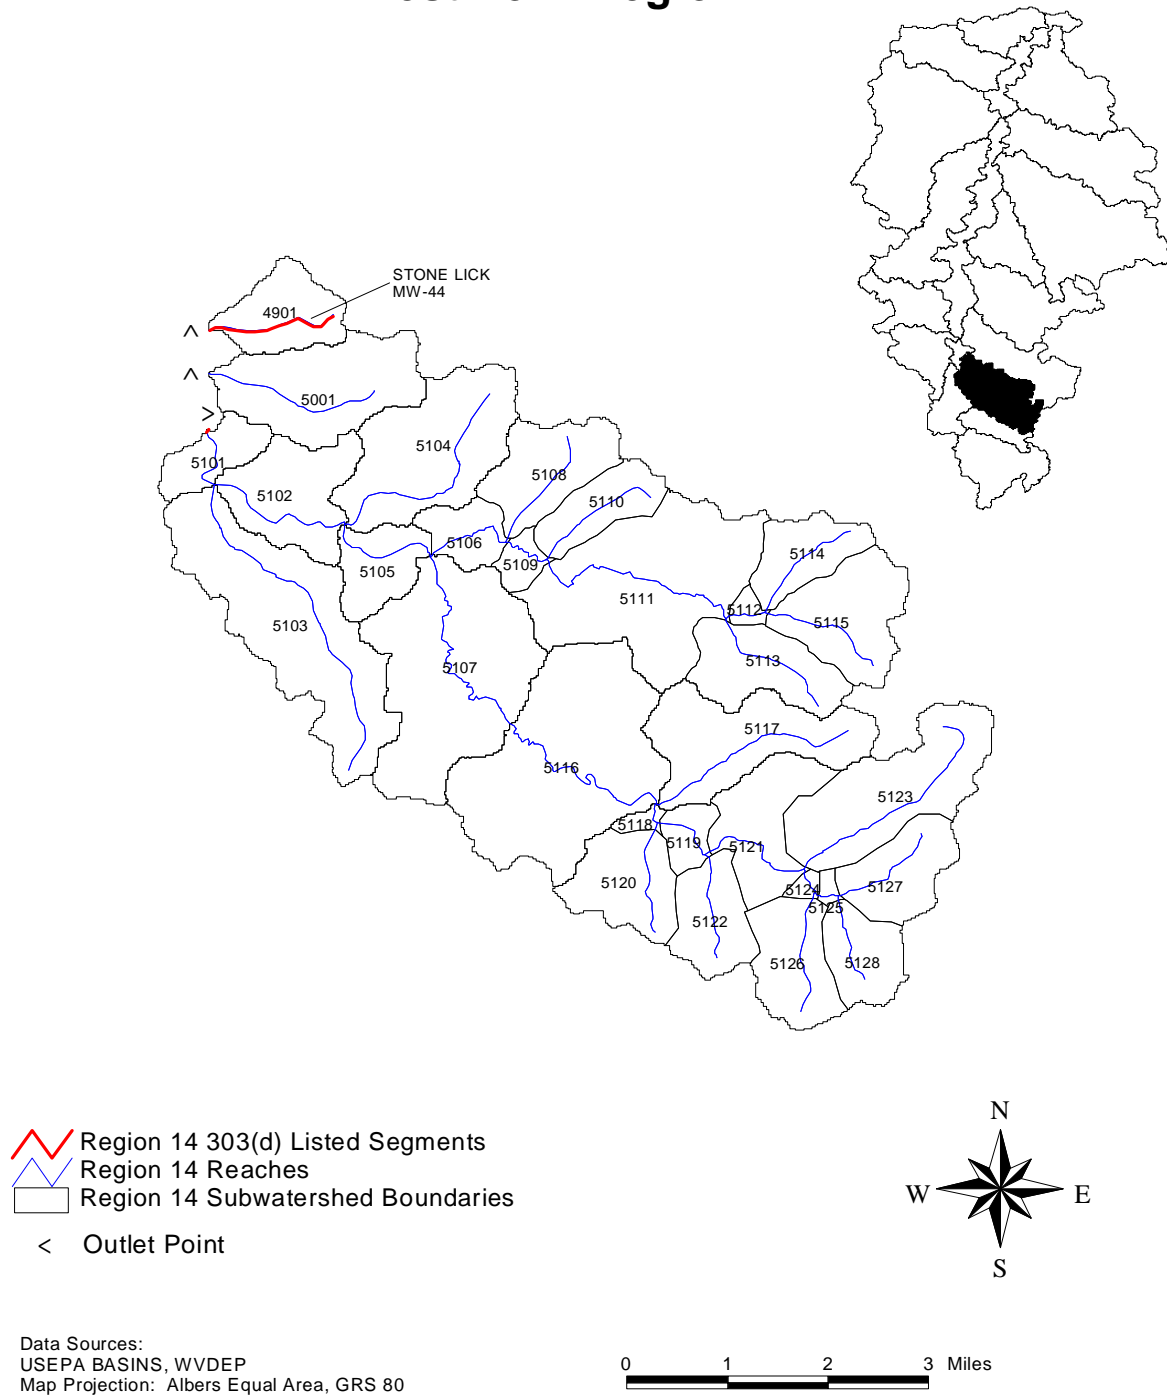 STONE LICK
MW-44
4901
5001
5104
5101
5102
5108
5110
5106
5109
5105
5114
5111
5112
5115
5103
5107
5113
5117
5116
5123
5118
5119
5121
5120
5124
5127
5125
5122
5126
5128
Region 14 303(d) Listed Segments
Region 14 Reaches
Region 14 Subwatershed Boundaries
< Outlet Point
N
W E
S
Data Sources:
USEPA BASINS, WVDEP
Map Projection: Albers Equal Area, GRS 80
0 1 2 3 Miles